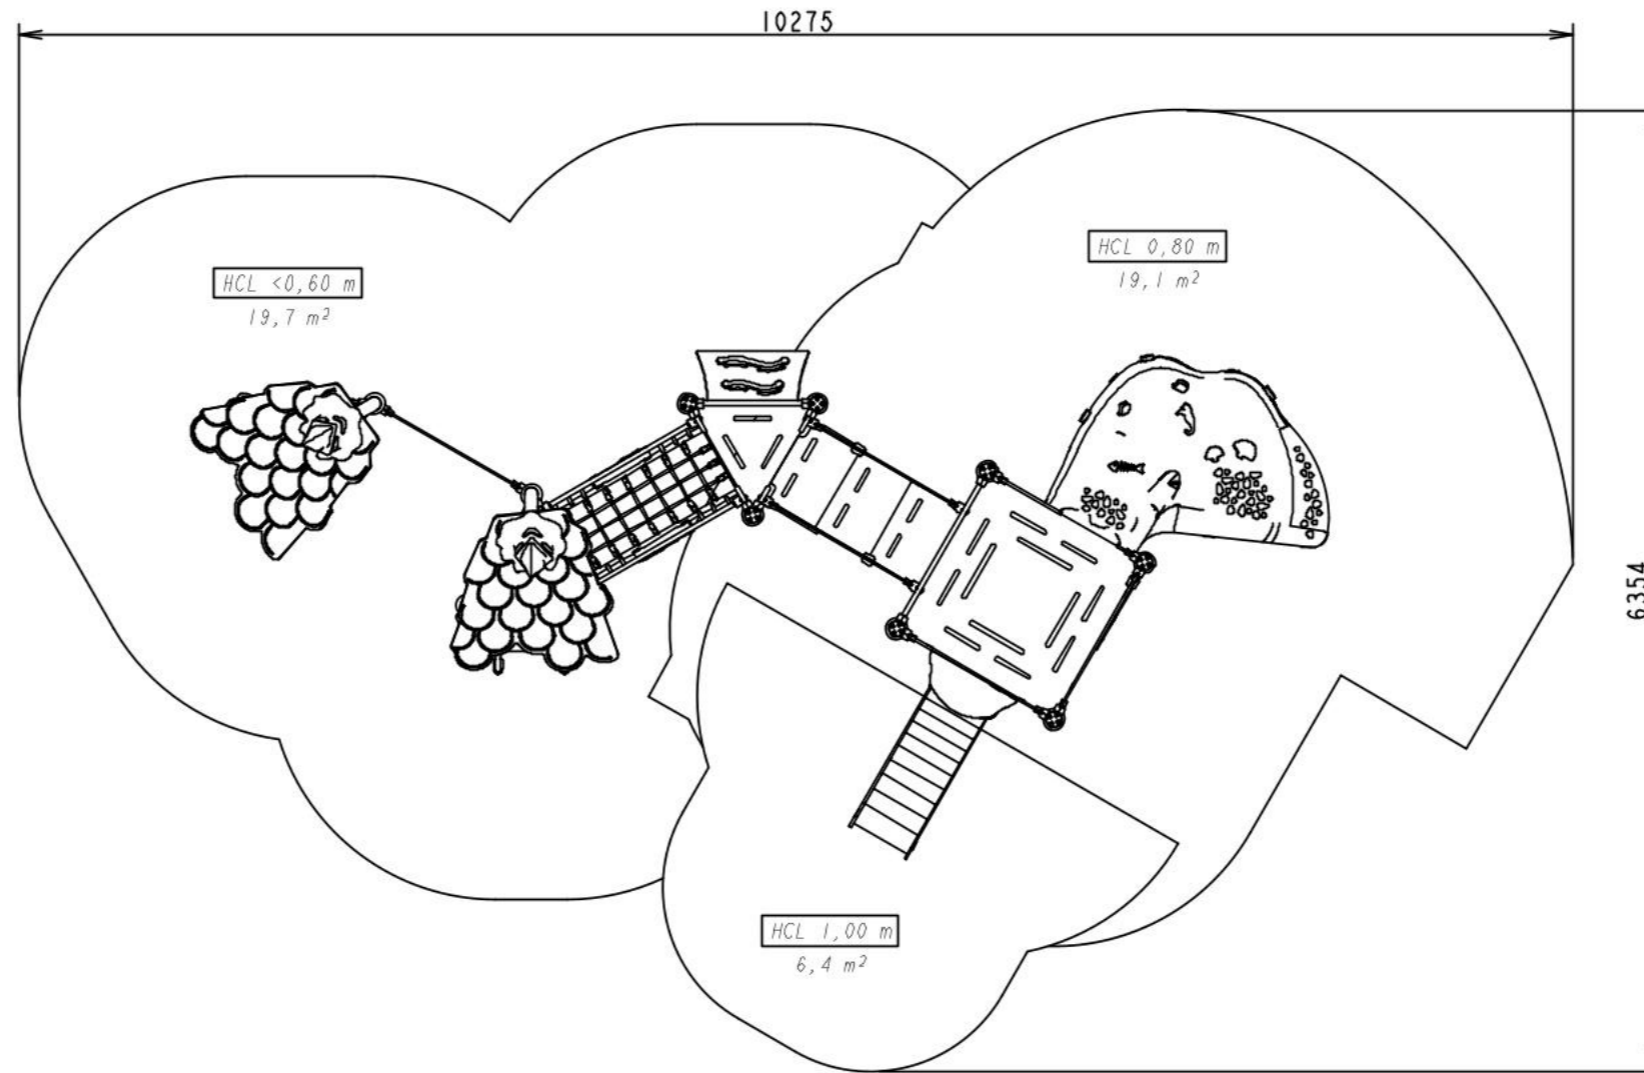 10275
HCL 0,80 m
19,1 m²
HCL <0,60 m
19,7 m²
6354
HCL 1,00 m
6,4 m²